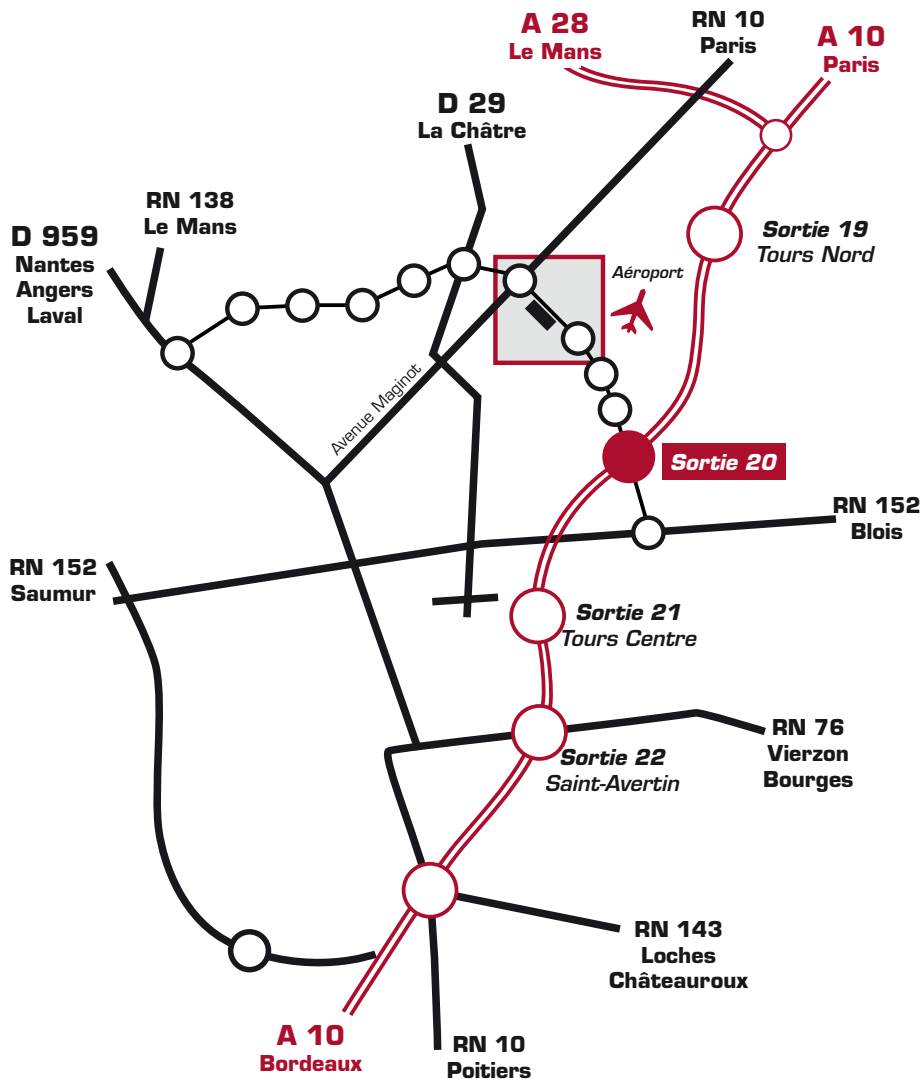 A 28
Le Mans
RN 10
Paris
A 10
Paris
D 29
La Châtre
RN 138
Le Mans
D 959
Nantes
Angers
Laval
Sortie 19
Tours Nord
Aéroport
Avenue Maginot
Sortie 20
RN 152
Blois
RN 152
Saumur
Sortie 21
Tours Centre
RN 76
Vierzon
Bourges
Sortie 22
Saint-Avertin
RN 143
Loches
Châteauroux
A 10
Bordeaux
RN 10
Poitiers